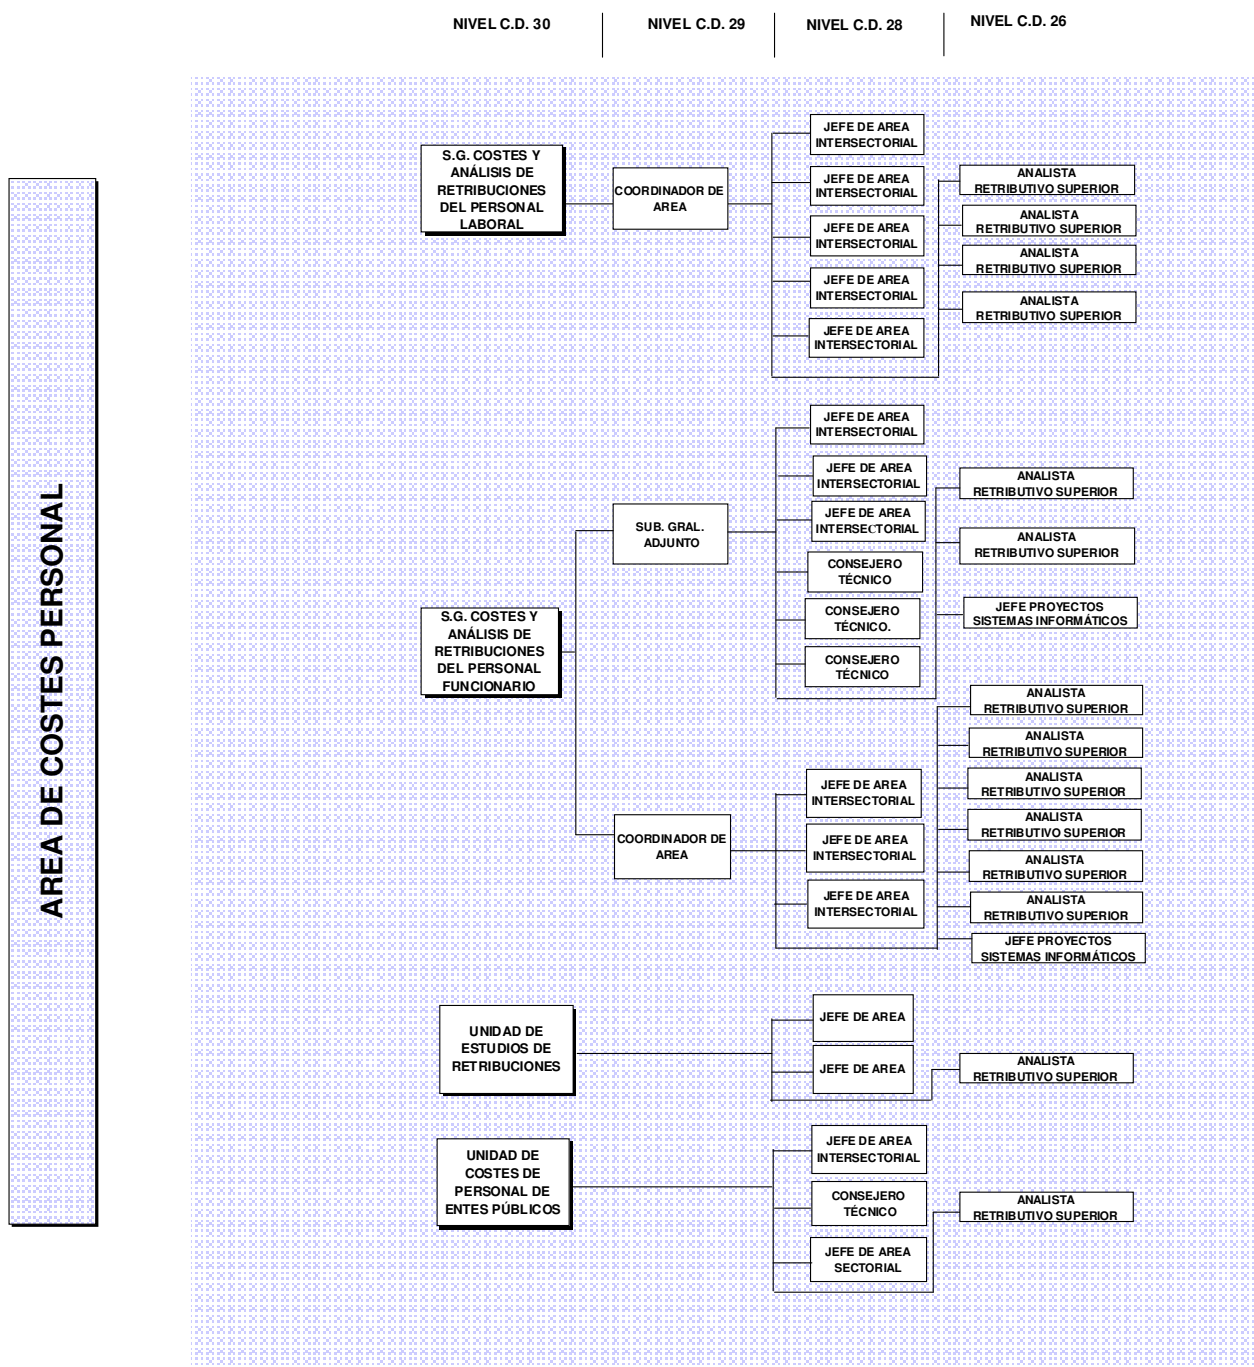 NIVEL C.D. 30
NIVEL C.D. 29
NIVEL C.D. 28
NIVEL C.D. 26
AREA DE COSTES PERSONAL
S.G. COSTES Y
ANÁLISIS DE
RETRIBUCIONES
DEL PERSONAL
LABORAL
COORDINADOR DE
AREA
JEFE DE AREA
INTERSECTORIAL
JEFE DE AREA
INTERSECTORIAL
JEFE DE AREA
INTERSECTORIAL
JEFE DE AREA
INTERSECTORIAL
JEFE DE AREA
INTERSECTORIAL
ANALISTA
RETRIBUTIVO SUPERIOR
ANALISTA
RETRIBUTIVO SUPERIOR
ANALISTA
RETRIBUTIVO SUPERIOR
ANALISTA
RETRIBUTIVO SUPERIOR
S.G. COSTES Y
ANÁLISIS DE
RETRIBUCIONES
DEL PERSONAL
FUNCIONARIO
SUB. GRAL.
ADJUNTO
JEFE DE AREA
INTERSECTORIAL
JEFE DE AREA
INTERSECTORIAL
JEFE DE AREA
INTERSECTORIAL
CONSEJERO
TÉCNICO
CONSEJERO
TÉCNICO.
CONSEJERO
TÉCNICO
ANALISTA
RETRIBUTIVO SUPERIOR
ANALISTA
RETRIBUTIVO SUPERIOR
JEFE PROYECTOS
SISTEMAS INFORMÁTICOS
COORDINADOR DE
AREA
JEFE DE AREA
INTERSECTORIAL
JEFE DE AREA
INTERSECTORIAL
JEFE DE AREA
INTERSECTORIAL
ANALISTA
RETRIBUTIVO SUPERIOR
ANALISTA
RETRIBUTIVO SUPERIOR
ANALISTA
RETRIBUTIVO SUPERIOR
ANALISTA
RETRIBUTIVO SUPERIOR
ANALISTA
RETRIBUTIVO SUPERIOR
ANALISTA
RETRIBUTIVO SUPERIOR
JEFE PROYECTOS
SISTEMAS INFORMÁTICOS
UNIDAD DE
ESTUDIOS DE
RETRIBUCIONES
JEFE DE AREA
JEFE DE AREA
ANALISTA
RETRIBUTIVO SUPERIOR
UNIDAD DE
COSTES DE
PERSONAL DE
ENTES PÚBLICOS
JEFE DE AREA
INTERSECTORIAL
CONSEJERO
TÉCNICO
JEFE DE AREA
SECTORIAL
ANALISTA
RETRIBUTIVO SUPERIOR